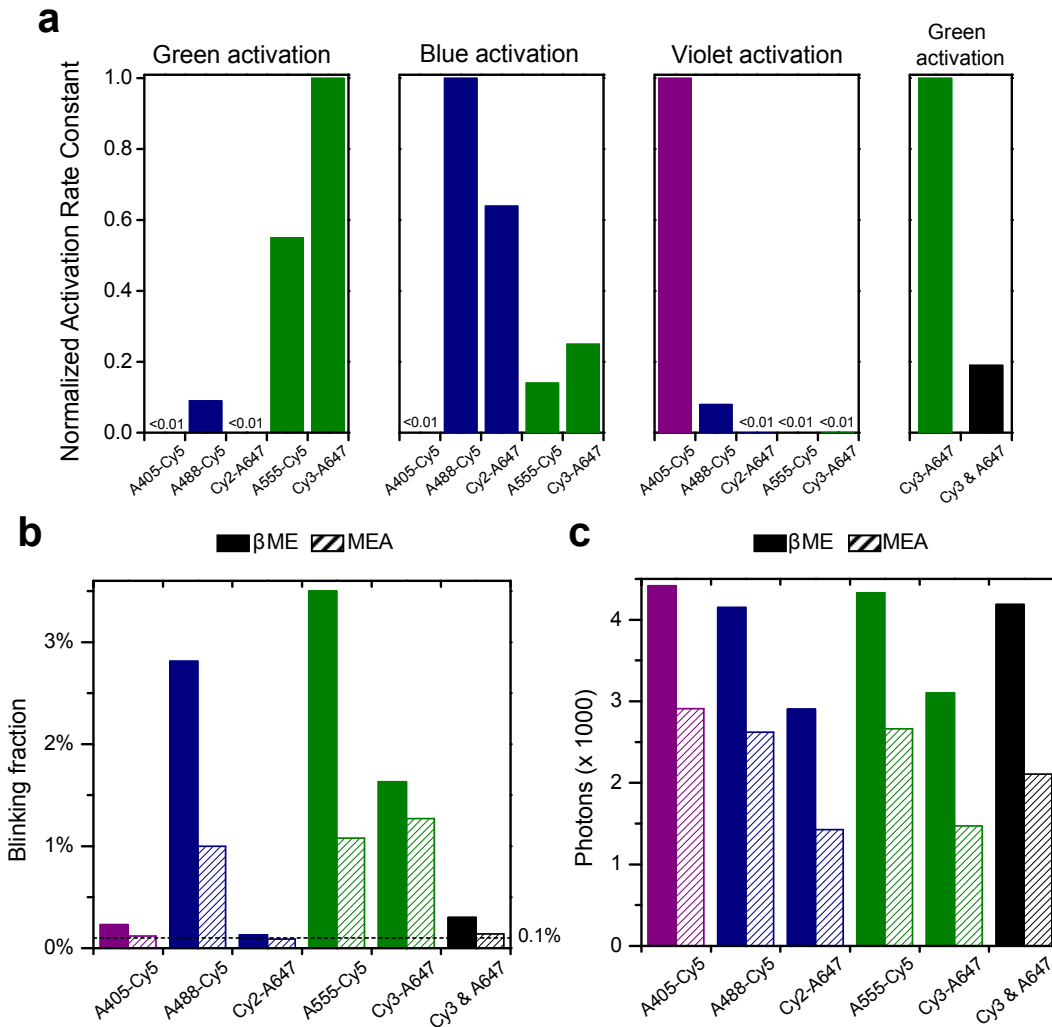 a
Green activation
Blue activation
Violet activation
Green
activation
Normalized Activation Rate Constant
1.0
0.8
0.6
0.4
0.2
0.0
<0.01
<0.01
<0.01
<0.01
<0.01
<0.01
A405-Cy5
A488-Cy5
Cy2-A647
A555-Cy5
Cy3-A647
A405-Cy5
A488-Cy5
Cy2-A647
A555-Cy5
Cy3-A647
A405-Cy5
A488-Cy5
Cy2-A647
A555-Cy5
Cy3-A647
Cy3-A647
Cy3 & A647
b
βME
MEA
Blinking fraction
3%
2%
1%
0%
0.1%
A405-Cy5
A488-Cy5
Cy2-A647
A555-Cy5
Cy3-A647
Cy3 & A647
c
βME
MEA
Photons (x 1000)
4
3
2
1
0
A405-Cy5
A488-Cy5
Cy2-A647
A555-Cy5
Cy3-A647
Cy3 & A647